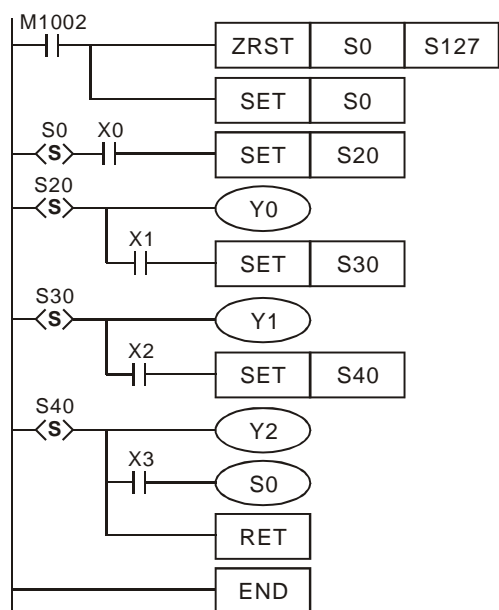 M1002
ZRST S0 S127
SET S0
S0 X0
S SET S20
S20
S Y0
X1
SET S30
S30
S Y1
X2
SET S40
S40
S Y2
X3
S0
RET
END